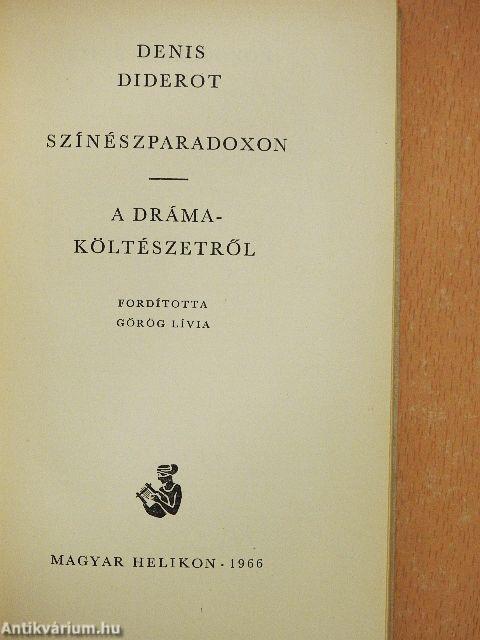 DENIS
DIDEROT
SZÍNÉSZPARADOXON
A DRÁMA-
KÖLTÉSZETRŐL
FORDÍTOTTA
GÖRÖG LÍVIA
MAGYAR HELIKON · 1966
Antikvárium.hu